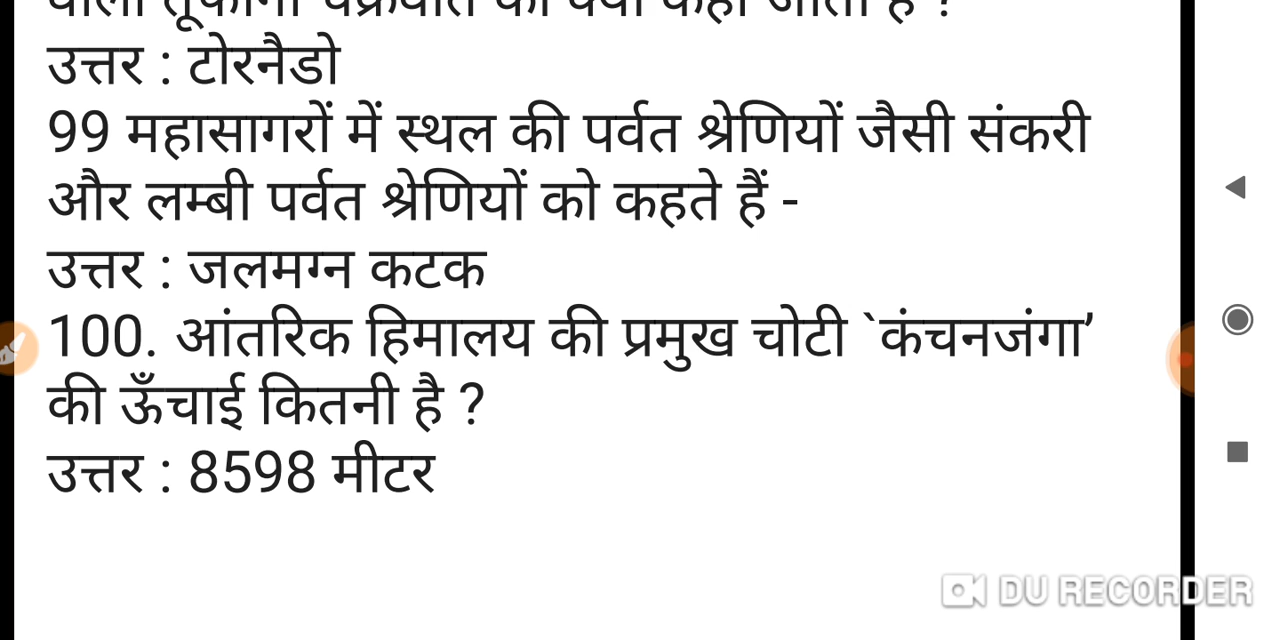 उत्तर : टोरनैडो
99 महासागरों में स्थल की पर्वत श्रेणियों जैसी संकरी
और लम्बी पर्वत श्रेणियों को कहते हैं -
उत्तर : जलमग्न कटक
100. आंतरिक हिमालय की प्रमुख चोटी `कंचनजंगा’
की ऊँचाई कितनी है ?
उत्तर : 8598 मीटर
DU RECORDER